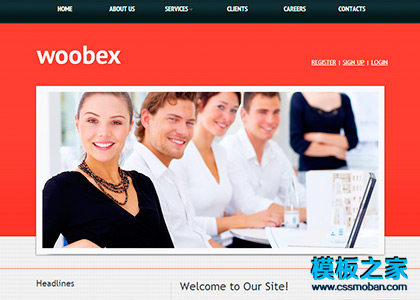 HOME ABOUT US SERVICES CLIENTS CAREERS CONTACTS
woobex
REGISTER | SIGN UP | LOGIN
Headlines
Welcome to Our Site!
模板之家
www.cssmoban.com